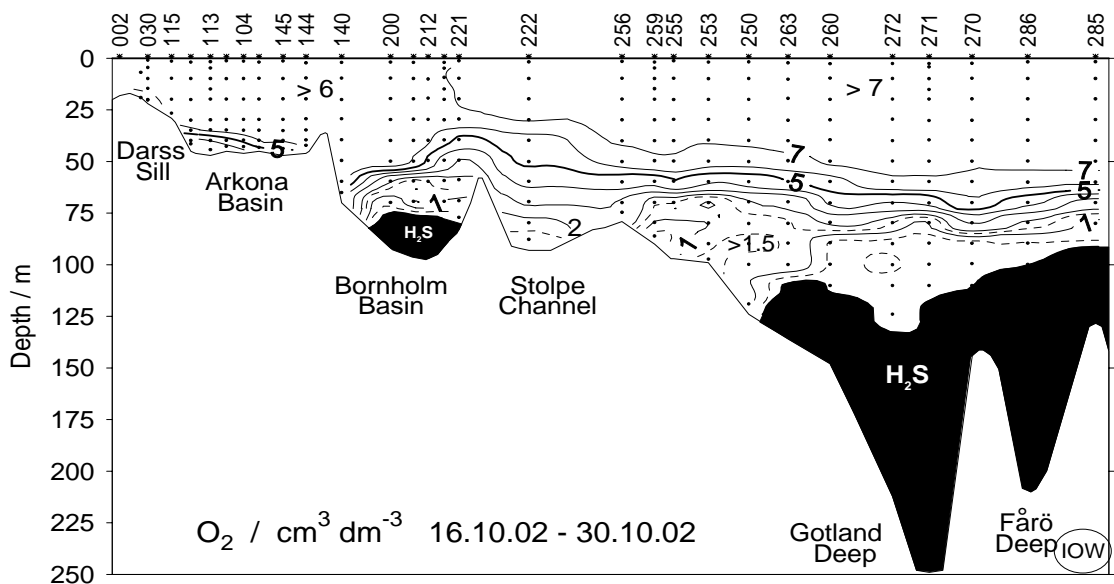 002 030 115 113 104 145 144 140 200 212 221 222 256 259 255 253 250 263 260 272 271 270 286 285
0
25
50
75
100
125
150
175
200
225
250
Depth / m
> 6
> 7
7
7
5
5
5
Darss
Sill
Arkona
Basin
1
1
1
2
>1.5
H₂S
Bornholm
Basin
Stolpe
Channel
H₂S
O₂ / cm³ dm⁻³ 16.10.02 - 30.10.02
Gotland
Deep
Fårö
Deep
IOW